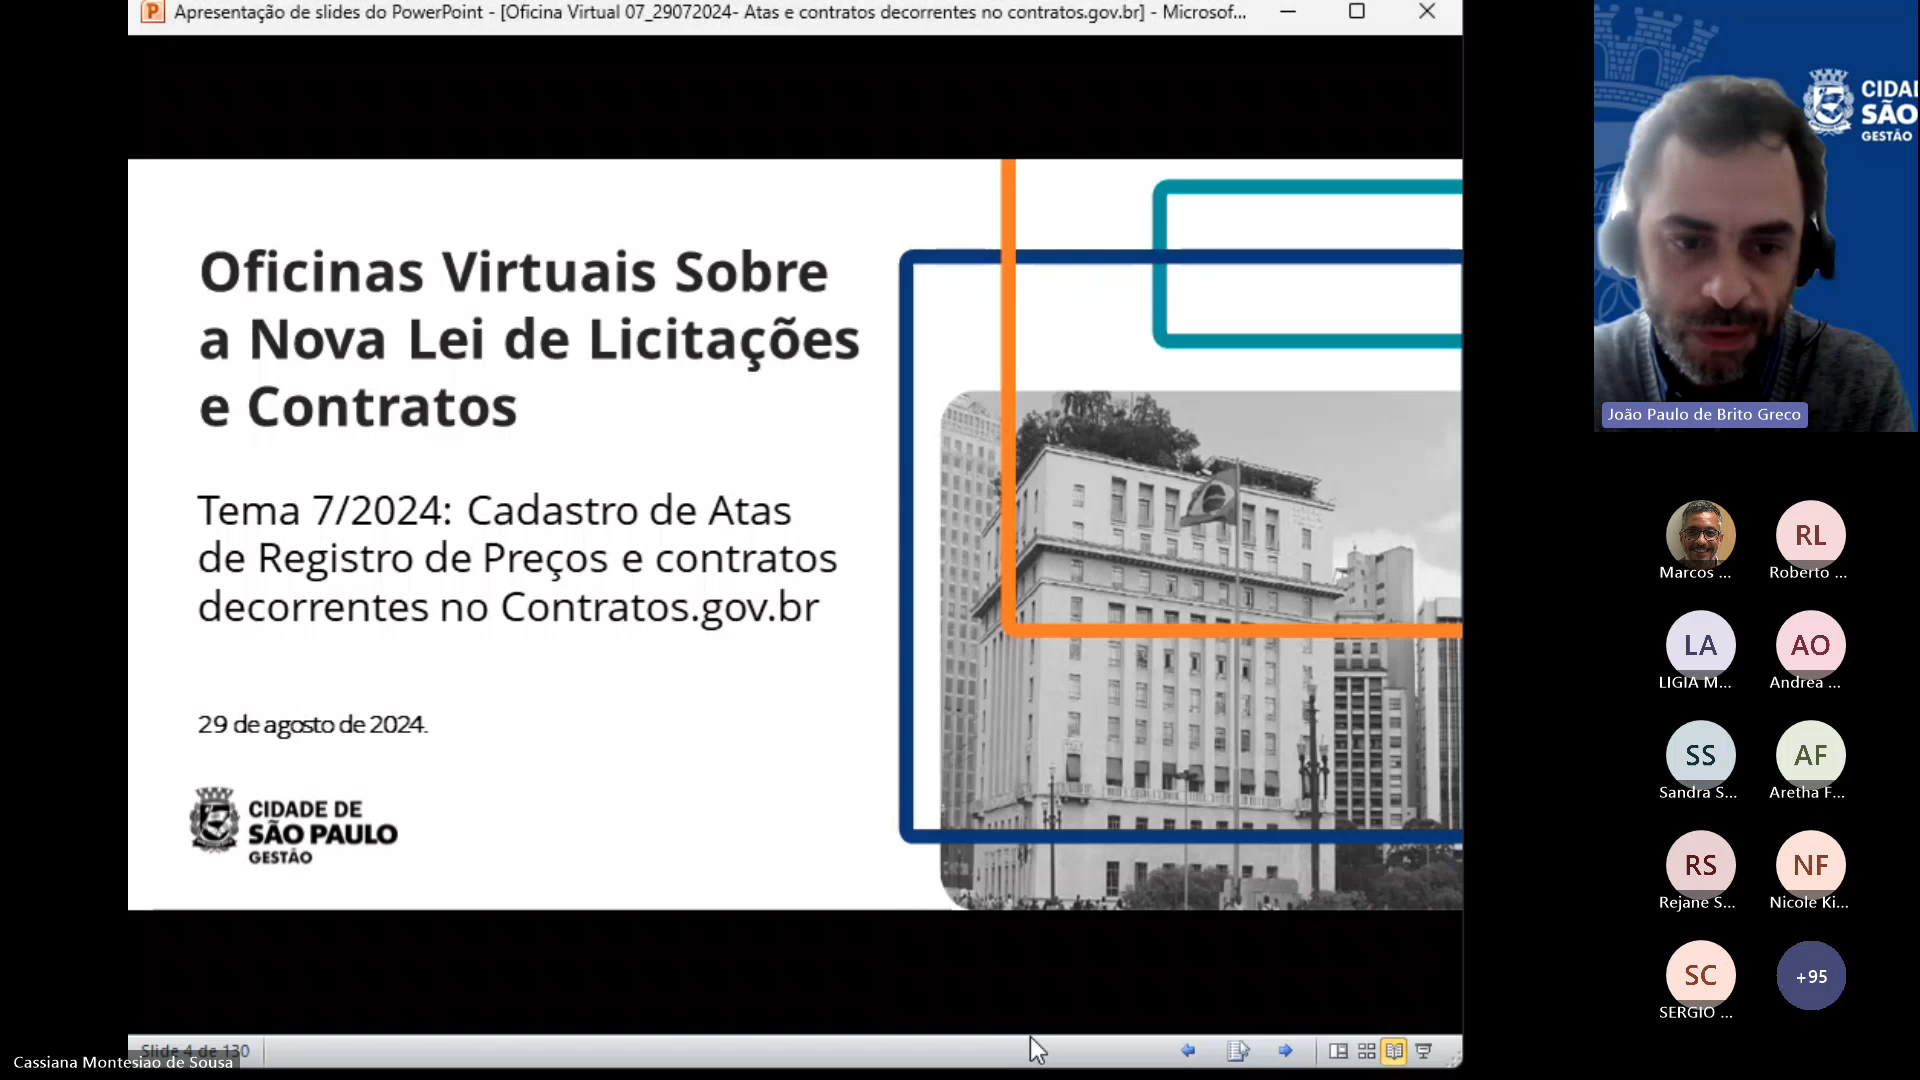 Apresentação de slides do PowerPoint - [Oficina Virtual 07_29072024- Atas e contratos decorrentes no contratos.gov.br] - Microsof...
Oficinas Virtuais Sobre
a Nova Lei de Licitações
e Contratos
Tema 7/2024: Cadastro de Atas
de Registro de Preços e contratos
decorrentes no Contratos.gov.br
29 de agosto de 2024.
CIDADE DE
SÃO PAULO
GESTÃO
Slide 4 de 130
Cassiana Montesiao de Sousa
CIDA
SÃO
GESTÃO
João Paulo de Brito Greco
Marcos ...
RL
Roberto ...
LA
LIGIA M...
AO
Andrea ...
SS
Sandra S...
AF
Aretha F...
RS
Rejane S...
NF
Nicole Ki...
SC
SERGIO ...
+95